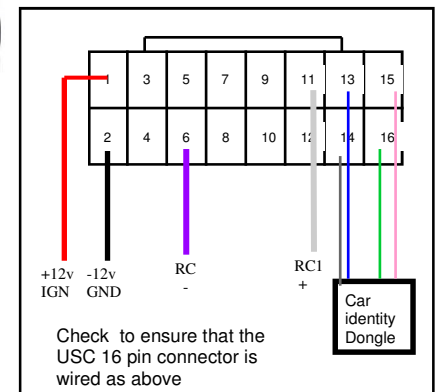 1 3 5 7 9 11 13 15
2 4 6 8 10 12 14 16
+12v -12v RC RC1
IGN GND - +
Car
identity
Dongle
Check to ensure that the
USC 16 pin connector is
wired as above